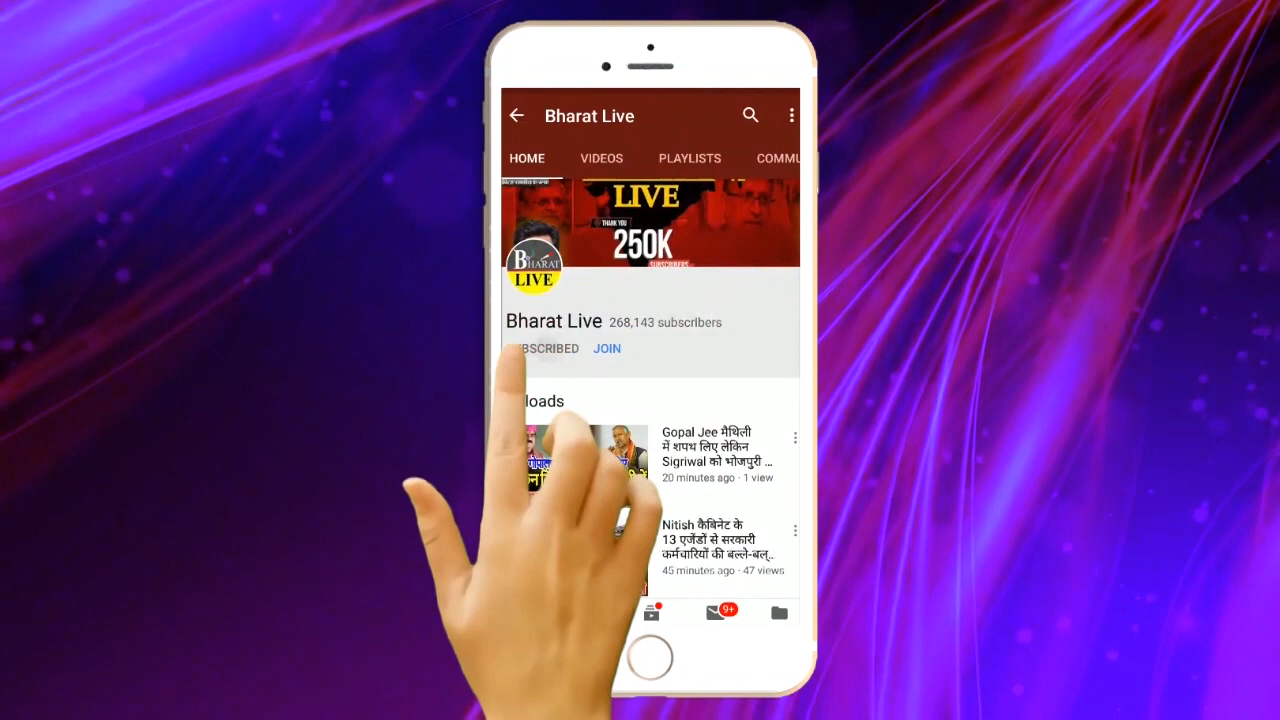 Bharat Live
HOME VIDEOS PLAYLISTS COMMU
LIVE
THANK YOU
250K
SUBSCRIBERS
BHARAT
LIVE
Bharat Live 268,143 subscribers
BSCRIBED JOIN
loads
Gopal Jee मैथिली
में शपथ लिए लेकिन
Sigriwal को भोजपुरी ...
20 minutes ago · 1 view
Nitish कैबिनेट के
13 एजेंडों से सरकारी
कर्मचारियों की बल्ले-बल्..
45 minutes ago · 47 views
9+